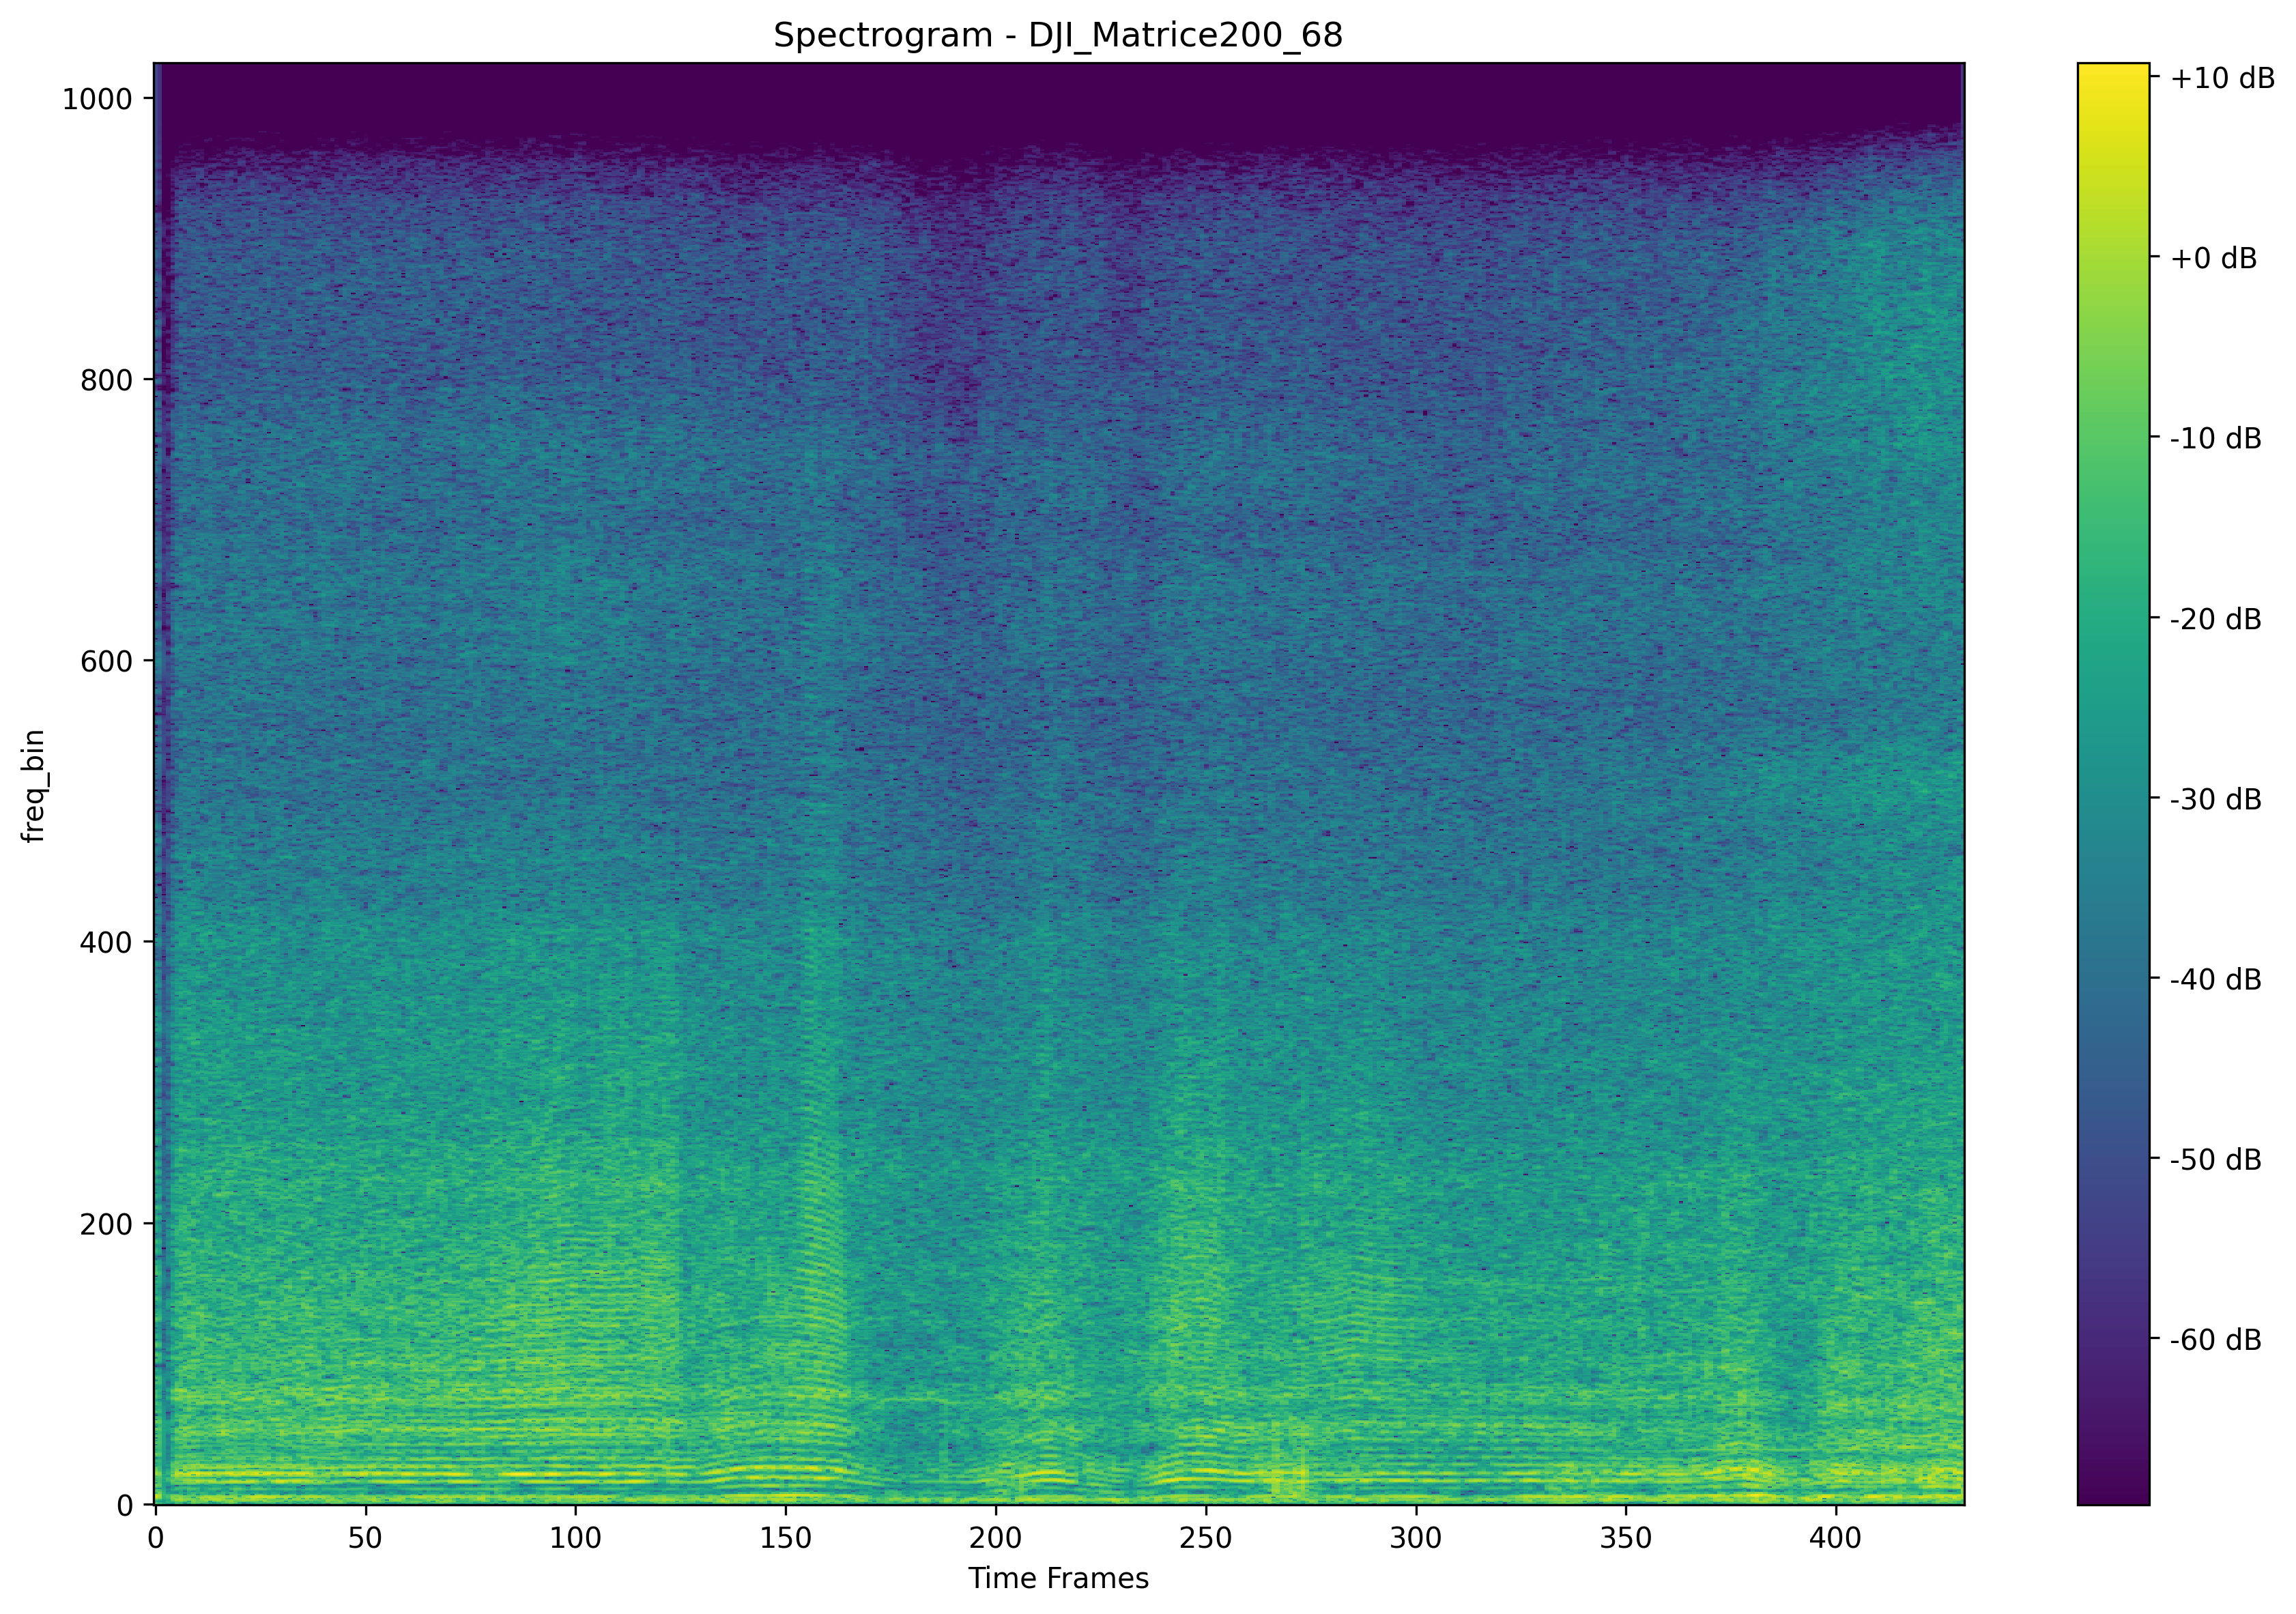 Spectrogram - DJI_Matrice200_68
1000
800
600
400
200
0
freq_bin
0 50 100 150 200 250 300 350 400
Time Frames
+10 dB
+0 dB
-10 dB
-20 dB
-30 dB
-40 dB
-50 dB
-60 dB